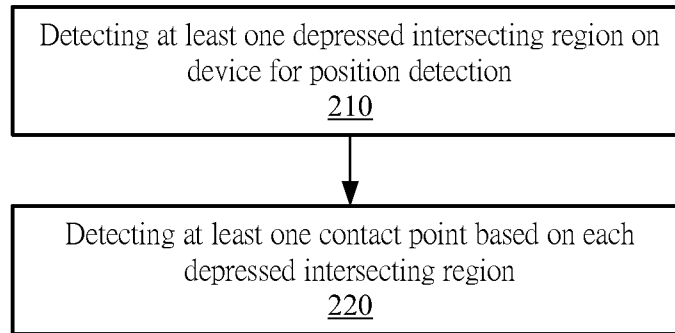 Detecting at least one depressed intersecting region on
device for position detection
210
Detecting at least one contact point based on each
depressed intersecting region
220